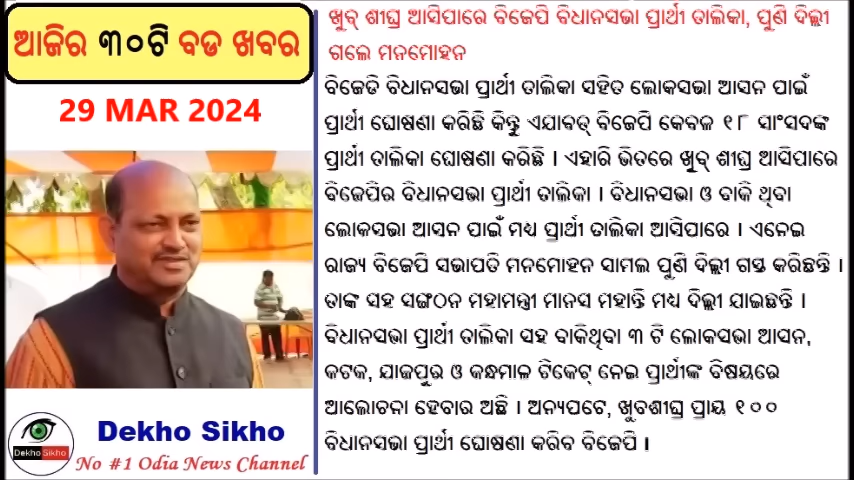 ଆଜିର ୩୦ଟି ବଡ ଖବର
29 MAR 2024
Dekho Sikho
Dekho Sikho
No #1 Odia News Channel
ଖୁବ୍ ଶୀଘ୍ର ଆସିପାରେ ବିଜେପି ବିଧାନସଭା ପ୍ରାର୍ଥୀ ତାଲିକା, ପୁଣି ଦିଲ୍ଲୀ
ଗଲେ ମନମୋହନ
ବିଜେଡି ବିଧାନସଭା ପ୍ରାର୍ଥୀ ତାଲିକା ସହିତ ଲୋକସଭା ଆସନ ପାଇଁ
ପ୍ରାର୍ଥୀ ଘୋଷଣା କରିଛି କିନ୍ତୁ ଏଯାବତ୍ ବିଜେପି କେବଳ ୧୮ ସାଂସଦଙ୍କ
ପ୍ରାର୍ଥୀ ତାଲିକା ଘୋଷଣା କରିଛି । ଏହାରି ଭିତରେ ଖୁବ୍ ଶୀଘ୍ର ଆସିପାରେ
ବିଜେପିର ବିଧାନସଭା ପ୍ରାର୍ଥୀ ତାଲିକା । ବିଧାନସଭା ଓ ବାକି ଥିବା
ଲୋକସଭା ଆସନ ପାଇଁ ମଧ୍ୟ ପ୍ରାର୍ଥୀ ତାଲିକା ଆସିପାରେ । ଏନେଇ
ରାଜ୍ୟ ବିଜେପି ସଭାପତି ମନମୋହନ ସାମଲ ପୁଣି ଦିଲ୍ଲୀ ଗସ୍ତ କରିଛନ୍ତି ।
ତାଙ୍କ ସହ ସଙ୍ଗଠନ ମହାମନ୍ତ୍ରୀ ମାନସ ମହାନ୍ତି ମଧ୍ୟ ଦିଲ୍ଲୀ ଯାଇଛନ୍ତି ।
ବିଧାନସଭା ପ୍ରାର୍ଥୀ ତାଲିକା ସହ ବାକିଥିବା ୩ ଟି ଲୋକସଭା ଆସନ,
କଟକ, ଯାଜପୁର ଓ କନ୍ଧମାଳ ଟିକେଟ୍ ନେଇ ପ୍ରାର୍ଥୀଙ୍କ ବିଷୟରେ
ଆଲୋଚନା ହେବାର ଅଛି । ଅନ୍ୟପଟେ, ଖୁବଶୀଘ୍ର ପ୍ରାୟ ୧୦୦
ବିଧାନସଭା ପ୍ରାର୍ଥୀ ଘୋଷଣା କରିବ ବିଜେପି ।